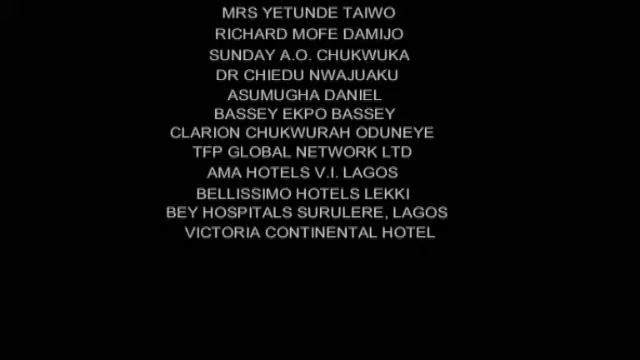 MRS YETUNDE TAIWO
RICHARD MOFE DAMIJO
SUNDAY A.O. CHUKWUKA
DR CHIEDU NWAJUAKU
ASUMUGHA DANIEL
BASSEY EKPO BASSEY
CLARION CHUKWURAH ODUNEYE
TFP GLOBAL NETWORK LTD
AMA HOTELS V.I. LAGOS
BELLISSIMO HOTELS LEKKI
BEY HOSPITALS SURULERE, LAGOS
VICTORIA CONTINENTAL HOTEL